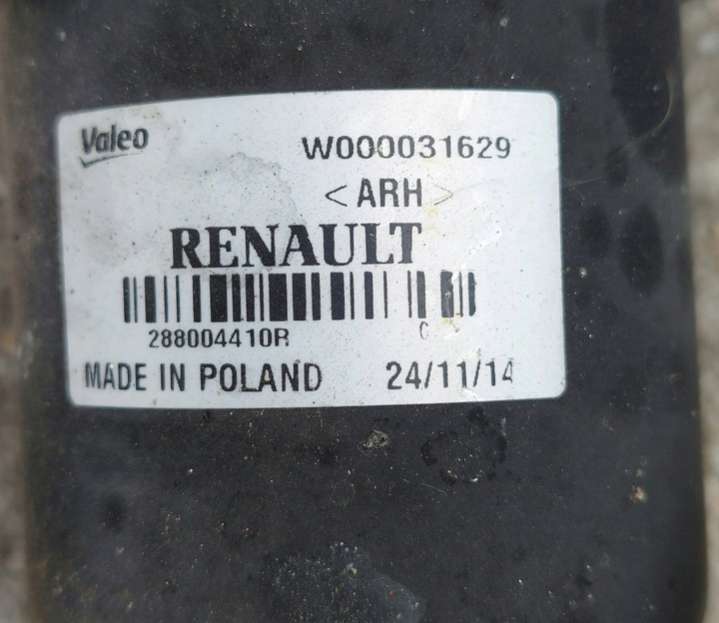 Valeo
W000031629
<ARH>
RENAULT
288004410R C
MADE IN POLAND 24/11/14